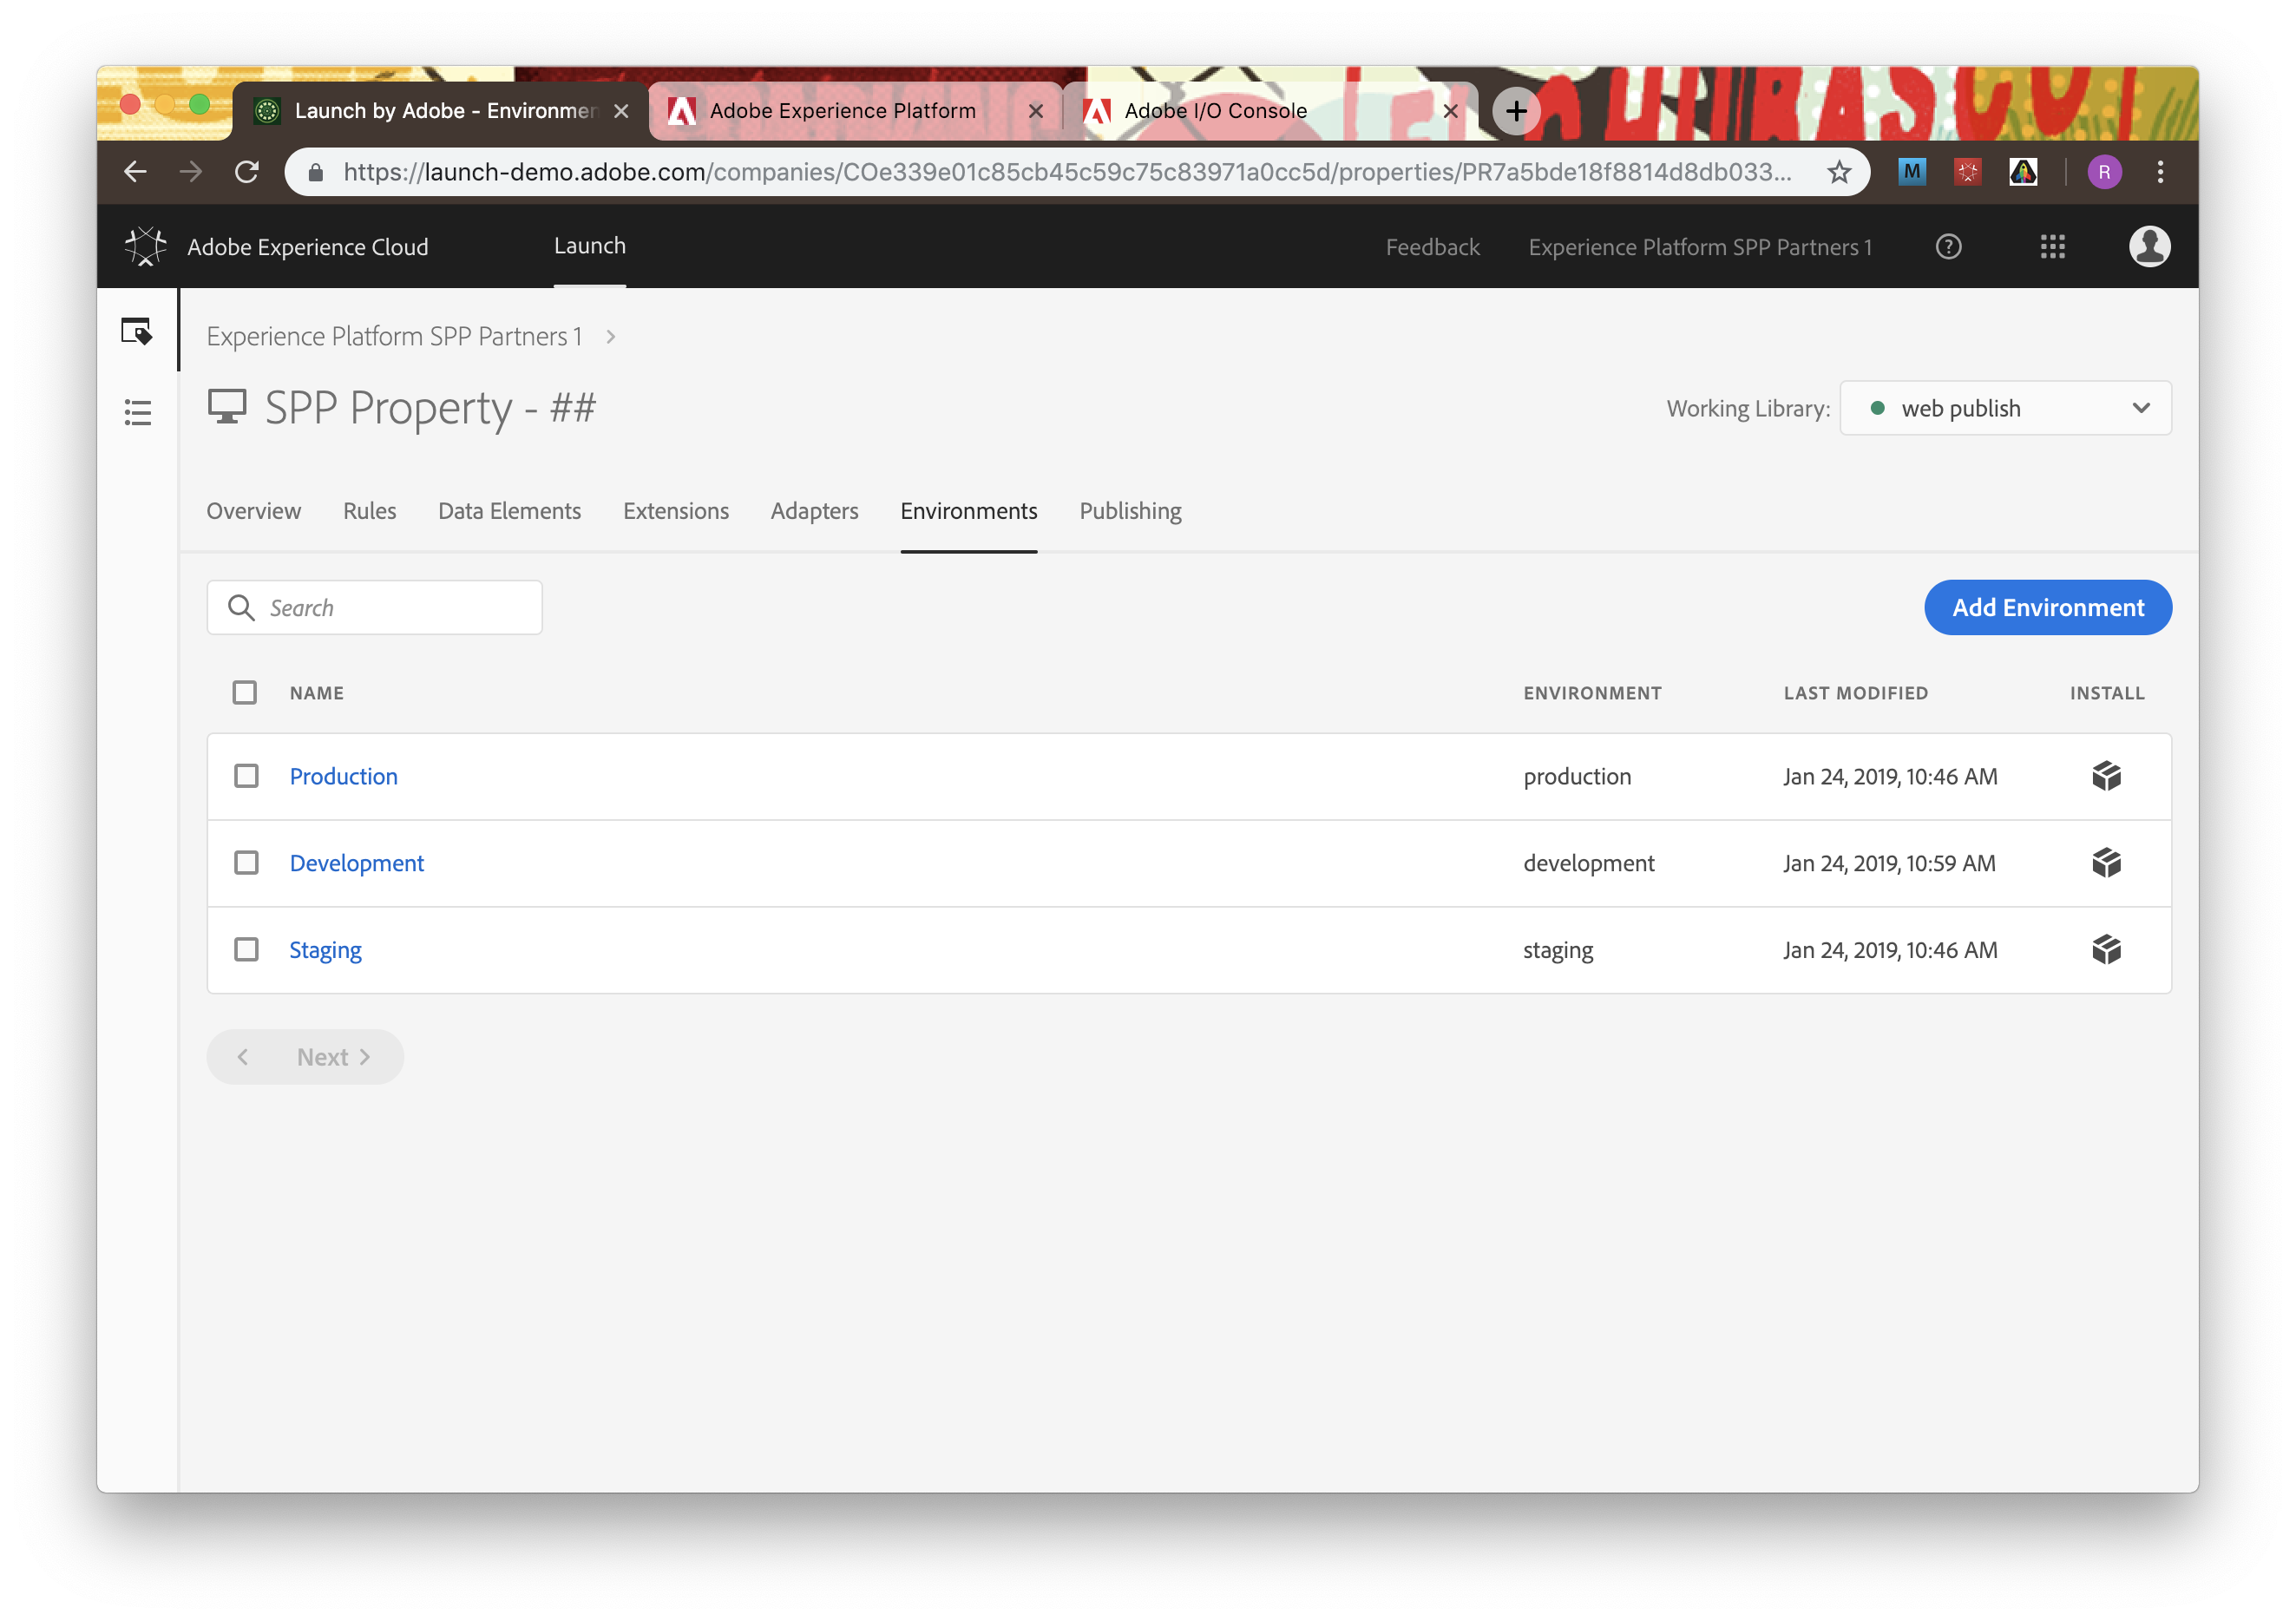 Launch by Adobe - Environmen
Adobe Experience Platform
Adobe I/O Console
https://launch-demo.adobe.com/companies/COe339e01c85cb45c59c75c83971a0cc5d/properties/PR7a5bde18f8814d8db033...
M
R
Adobe Experience Cloud
Launch
Feedback
Experience Platform SPP Partners 1
Experience Platform SPP Partners 1
SPP Property - ##
Working Library:
web publish
Overview
Rules
Data Elements
Extensions
Adapters
Environments
Publishing
Search
Add Environment
NAME ENVIRONMENT LAST MODIFIED INSTALL
Production production Jan 24, 2019, 10:46 AM
Development development Jan 24, 2019, 10:59 AM
Staging staging Jan 24, 2019, 10:46 AM
Next